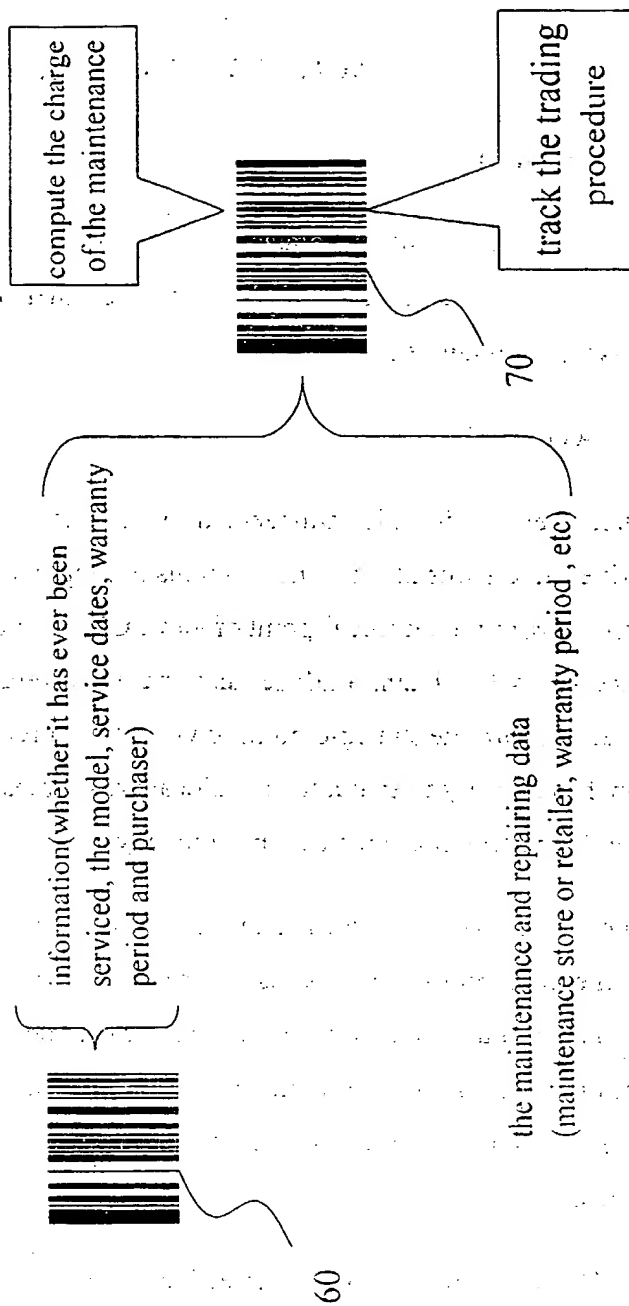 60
information(whether it has ever been
serviced, the model, service dates, warranty
period and purchaser)
the maintenance and repairing data
(maintenance store or retailer, warranty period , etc)
70
compute the charge
of the maintenance
track the trading
procedure